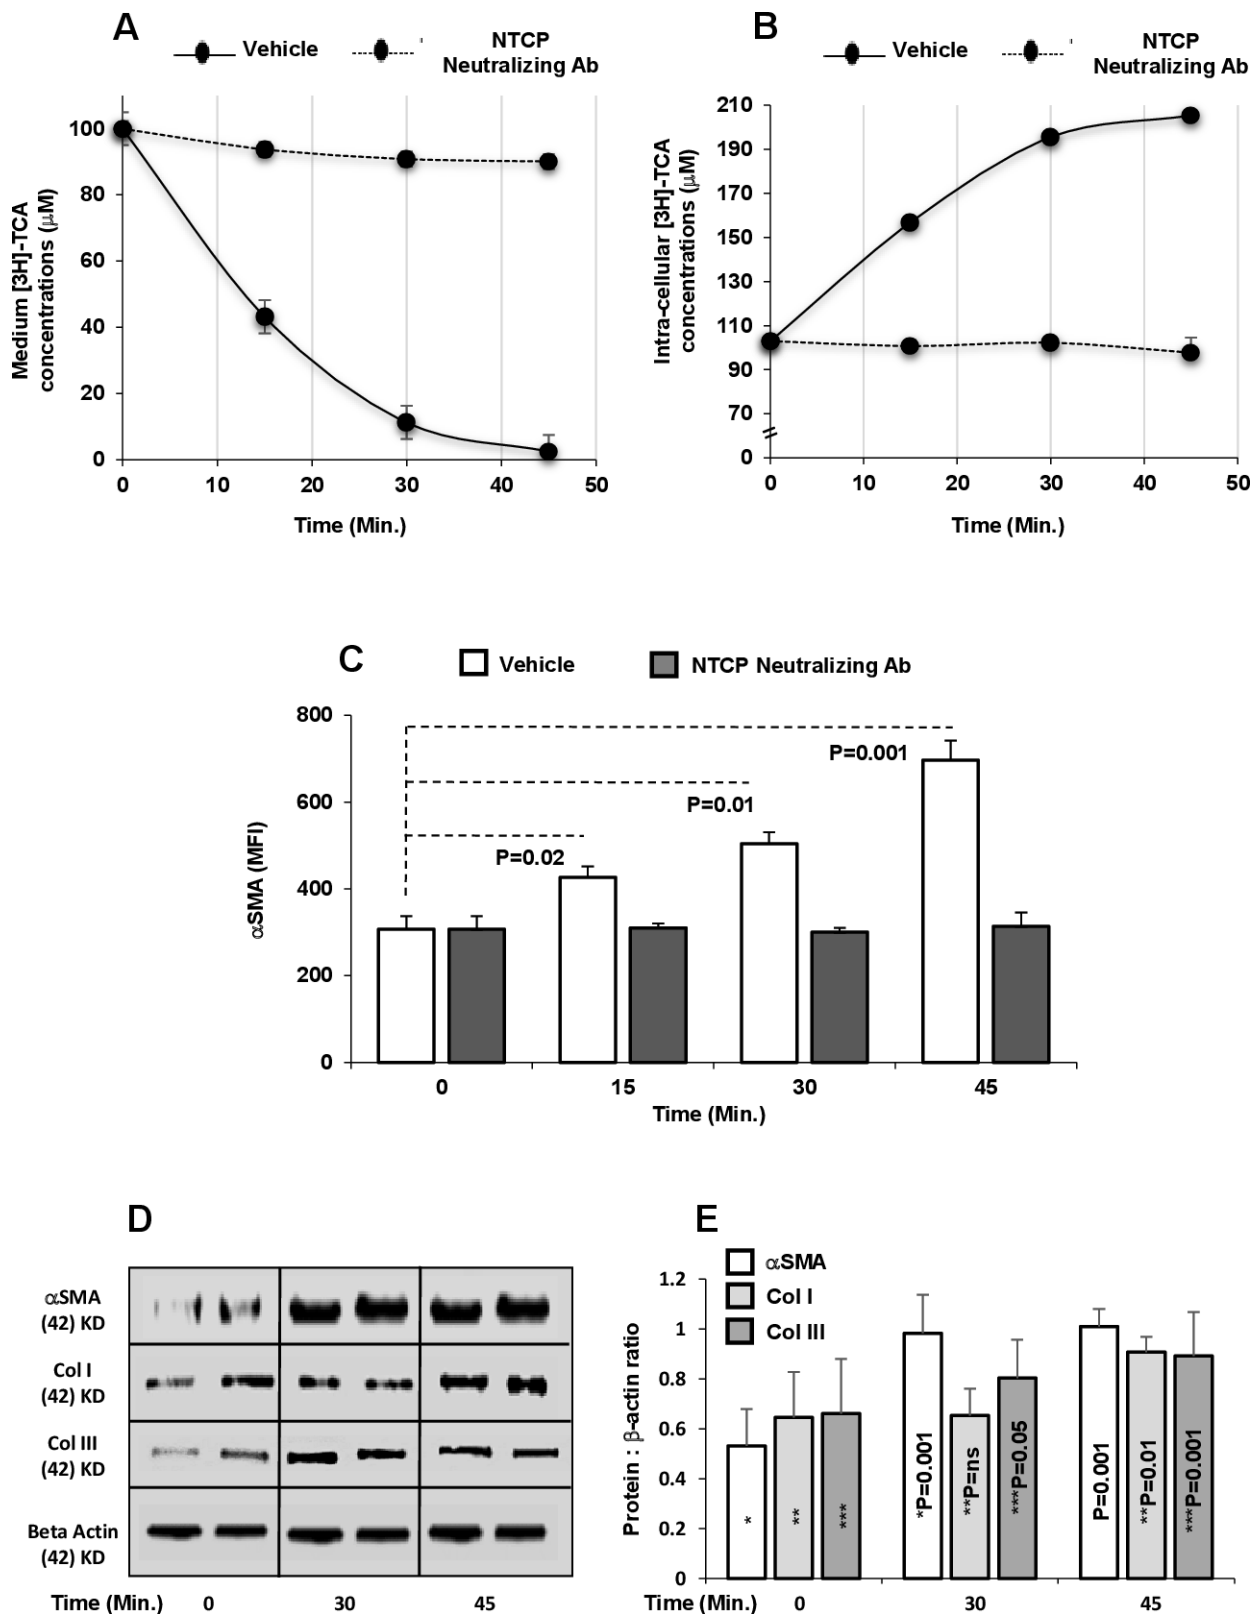 A
Vehicle
NTCP
Neutralizing Ab
Medium [3H]-TCA
concentrations (μM)
100
80
60
40
20
0
0 10 20 30 40 50
Time (Min.)
B
Vehicle
NTCP
Neutralizing Ab
Intra-cellular [3H]-TCA
concentrations (μM)
210
190
170
150
130
110
90
70
0
0 10 20 30 40 50
Time (Min.)
C
Vehicle
NTCP Neutralizing Ab
αSMA (MFI)
800
600
400
200
0
P=0.001
P=0.01
P=0.02
0 15 30 45
Time (Min.)
D
αSMA
(42) KD
Col I
(42) KD
Col III
(42) KD
Beta Actin
(42) KD
Time (Min.) 0 30 45
E
αSMA
Col I
Col III
Protein : β-actin ratio
1.2
1
0.8
0.6
0.4
0.2
0
*
**
***
*P=0.001
**P=ns
***P=0.05
P=0.001
**P=0.01
***P=0.001
Time (Min.) 0 30 45